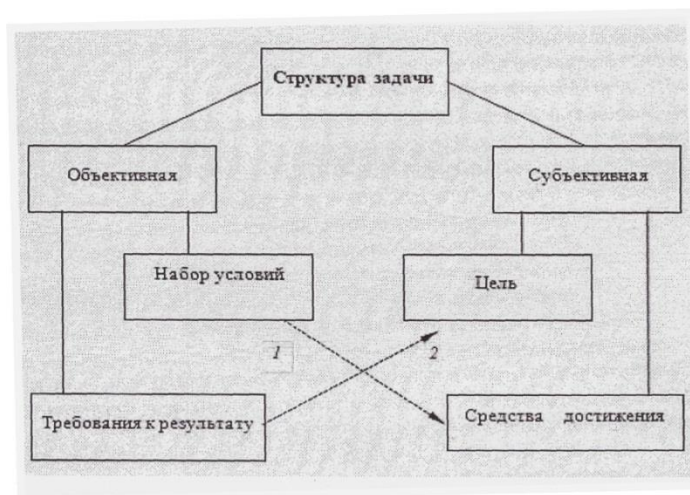 Структура задачи
Объективная
Субъективная
Набор условий
Цель
1
2
Требования к результату
Средства достижения